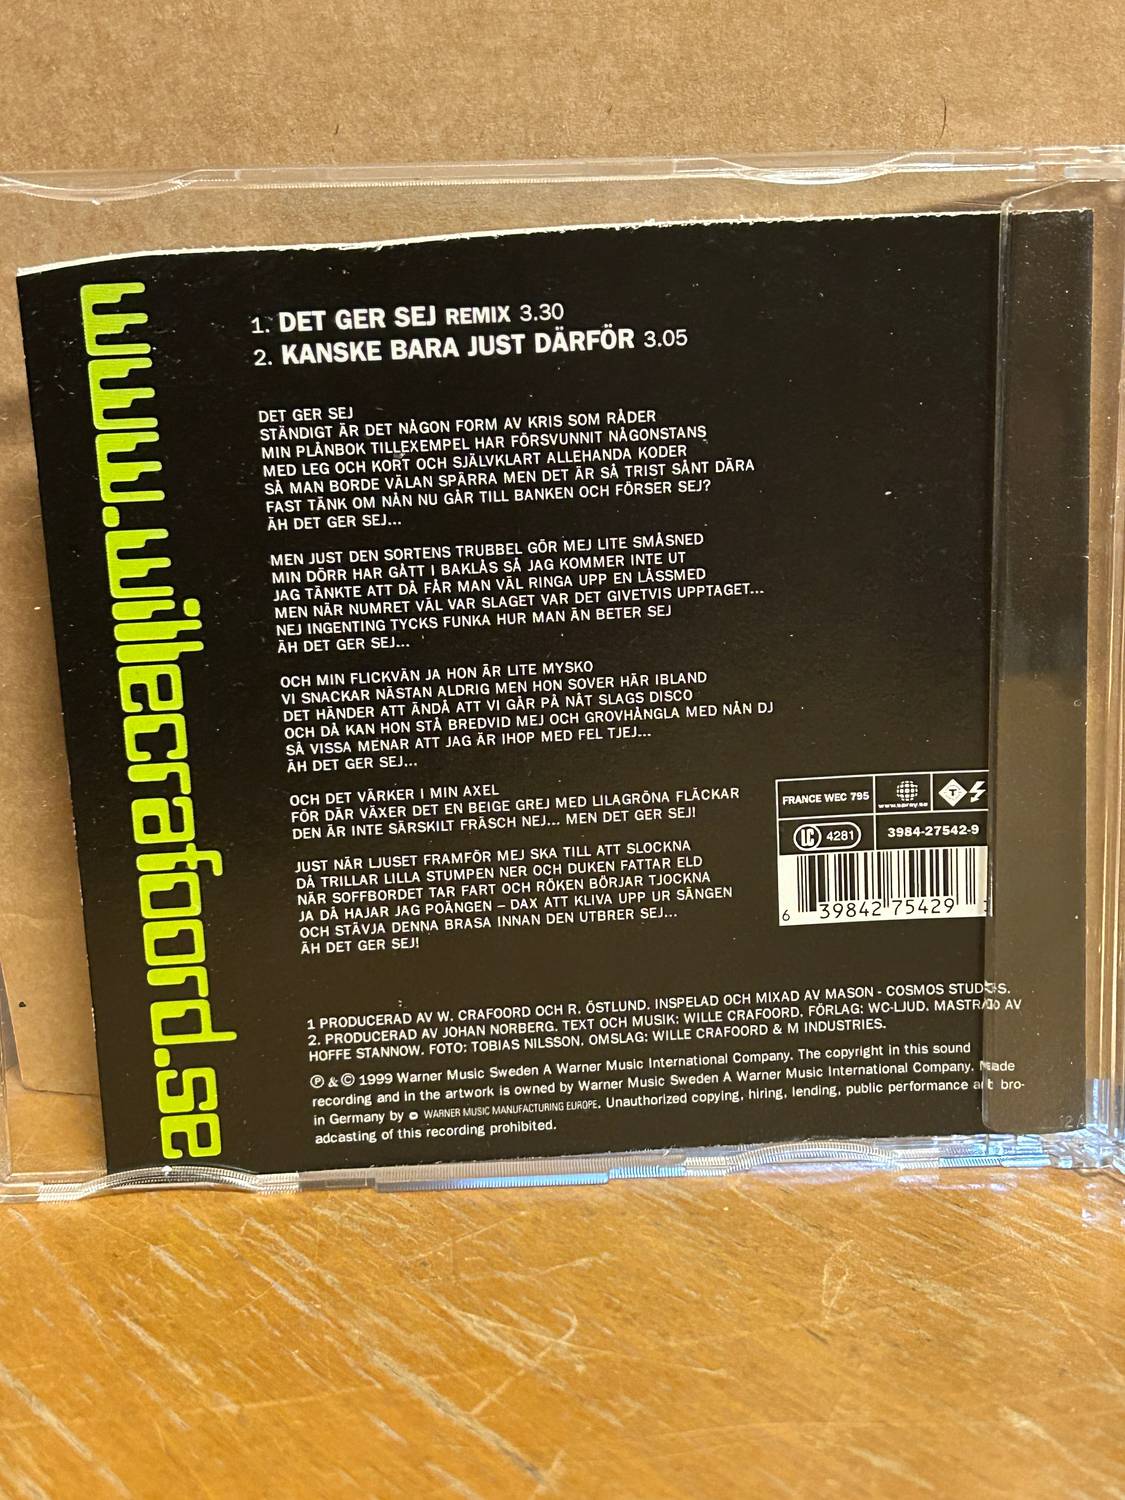 www.willecrafoord.se
1. DET GER SEJ REMIX 3.30
2. KANSKE BARA JUST DÄRFÖR 3.05
DET GER SEJ
STÄNDIGT ÄR DET NÅGON FORM AV KRIS SOM RÅDER
MIN PLÅNBOK TILLEXEMPEL HAR FÖRSVUNNIT NÅGONSTANS
MED LEG OCH KORT OCH SJÄLVKLART ALLEHANDA KODER
SÅ MAN BORDE VÄLAN SPÄRRA MEN DET ÄR SÅ TRIST SÅNT DÄRA
FAST TÄNK OM NÅN NU GÅR TILL BANKEN OCH FÖRSER SEJ?
ÄH DET GER SEJ...
MEN JUST DEN SORTENS TRUBBEL GÖR MEJ LITE SMÅSNED
MIN DÖRR HAR GÅTT I BAKLÅS SÅ JAG KOMMER INTE UT
JAG TÄNKTE ATT DÅ FÅR MAN VÄL RINGA UPP EN LÅSSMED
MEN NÄR NUMRET VÄL VAR SLAGET VAR DET GIVETVIS UPPTAGET...
NEJ INGENTING TYCKS FUNKA HUR MAN ÄN BETER SEJ
ÄH DET GER SEJ...
OCH MIN FLICKVÄN JA HON ÄR LITE MYSKO
VI SNACKAR NÄSTAN ALDRIG MEN HON SOVER HÄR IBLAND
DET HÄNDER ATT ÄNDÅ ATT VI GÅR PÅ NÅT SLAGS DISCO
OCH DÅ KAN HON STÅ BREDVID MEJ OCH GROVHÅNGLA MED NÅN DJ
SÅ VISSA MENAR ATT JAG ÄR IHOP MED FEL TJEJ...
ÄH DET GER SEJ...
OCH DET VÄRKER I MIN AXEL
FÖR DÄR VÄXER DET EN BEIGE GREJ MED LILAGRÖNA FLÄCKAR
DEN ÄR INTE SÄRSKILT FRÄSCH NEJ... MEN DET GER SEJ!
JUST NÄR LJUSET FRAMFÖR MEJ SKA TILL ATT SLOCKNA
DÅ TRILLAR LILLA STUMPEN NER OCH DUKEN FATTAR ELD
NÄR SOFFBORDET TAR FART OCH RÖKEN BÖRJAR TJOCKNA
JA DÅ HAJAR JAG POÄNGEN – DAX ATT KLIVA UPP UR SÄNGEN
OCH STÄVJA DENNA BRASA INNAN DEN UTBRER SEJ...
ÄH DET GER SEJ!
FRANCE WEC 795
T
LC 4281
3984-27542-9
6 39842 75429
1 PRODUCERAD AV W. CRAFOORD OCH R. ÖSTLUND. INSPELAD OCH MIXAD AV MASON - COSMOS STUDIOS.
2. PRODUCERAD AV JOHAN NORBERG. TEXT OCH MUSIK: WILLE CRAFOORD. FÖRLAG: WC-LJUD. MASTRAD AV
HOFFE STANNOW. FOTO: TOBIAS NILSSON. OMSLAG: WILLE CRAFOORD & M INDUSTRIES.
℗ & © 1999 Warner Music Sweden A Warner Music International Company. The copyright in this sound
recording and in the artwork is owned by Warner Music Sweden A Warner Music International Company. Made
in Germany by WARNER MUSIC MANUFACTURING EUROPE. Unauthorized copying, hiring, lending, public performance and bro-
adcasting of this recording prohibited.